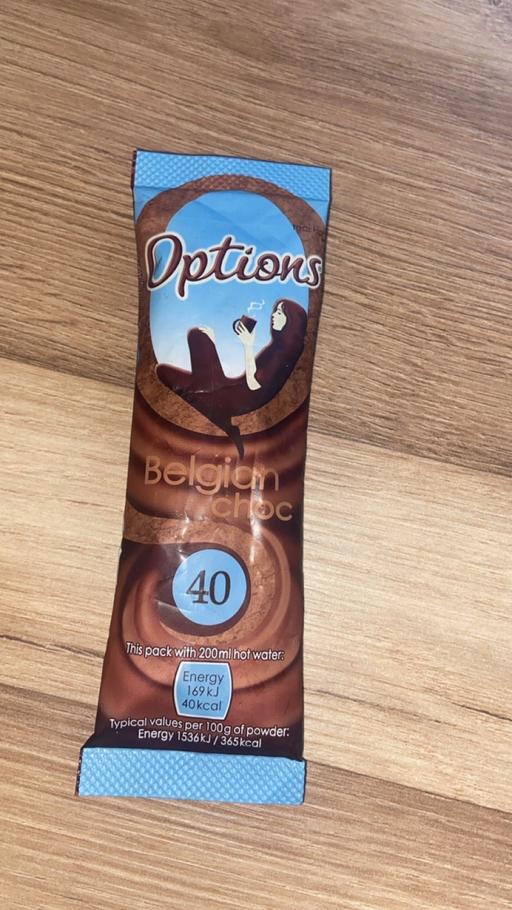 Options
Belgian
choc
40
This pack with 200ml hot water:
Energy
169kJ
40kcal
Typical values per 100g of powder:
Energy 1536kJ / 365kcal